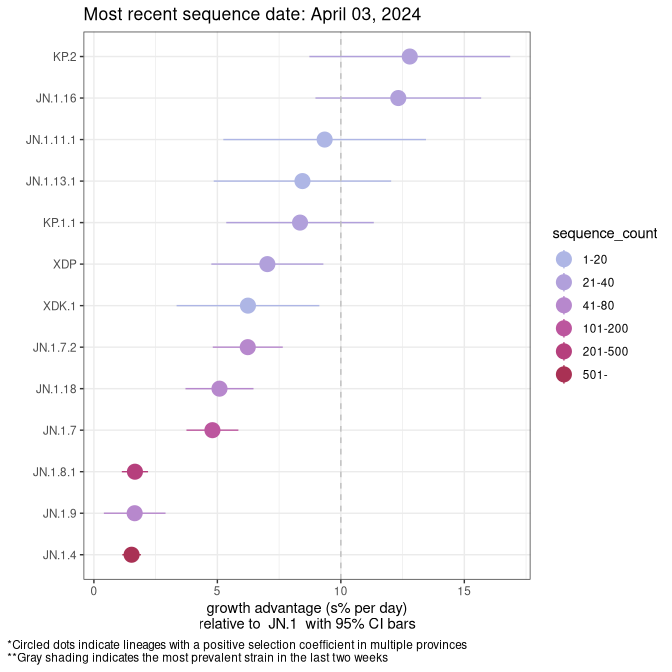 Most recent sequence date: April 03, 2024
KP.2
JN.1.16
JN.1.11.1
JN.1.13.1
KP.1.1
XDP
XDK.1
JN.1.7.2
JN.1.18
JN.1.7
JN.1.8.1
JN.1.9
JN.1.4
0 5 10 15
growth advantage (s% per day)
relative to JN.1 with 95% CI bars
sequence_count
1-20
21-40
41-80
101-200
201-500
501-
*Circled dots indicate lineages with a positive selection coefficient in multiple provinces
**Gray shading indicates the most prevalent strain in the last two weeks